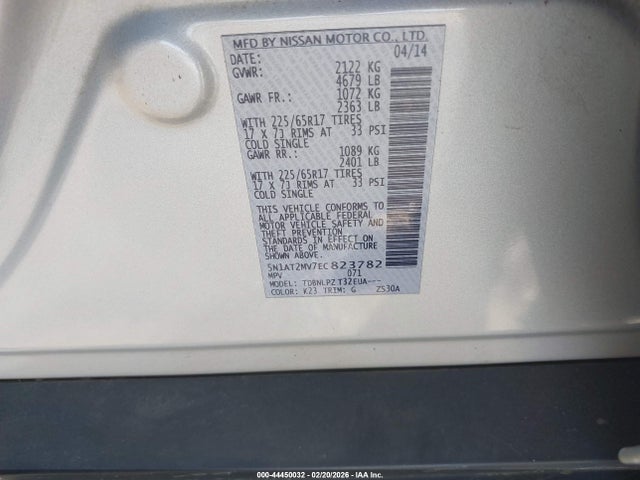 MFD BY NISSAN MOTOR CO., LTD.
DATE: 04/14
GVWR: 2122 KG
4679 LB
GAWR FR.: 1072 KG
2363 LB
WITH 225/65R17 TIRES
17 X 7J RIMS AT 33 PSI
COLD SINGLE
GAWR RR.: 1089 KG
2401 LB
WITH 225/65R17 TIRES
17 X 7J RIMS AT 33 PSI
COLD SINGLE
THIS VEHICLE CONFORMS TO
ALL APPLICABLE FEDERAL
MOTOR VEHICLE SAFETY
AND THEFT PREVENTION
STANDARDS IN EFFECT ON
THE DATE OF MANUFACTURE
SHOWN ABOVE.
5N1AT2MV7EC823782
MPV 071
MODEL: TDBNLPZ T32EUA---
COLOR: K23 TRIM: G ZS30A
000-44450032 - 02/20/2026 - IAA Inc.